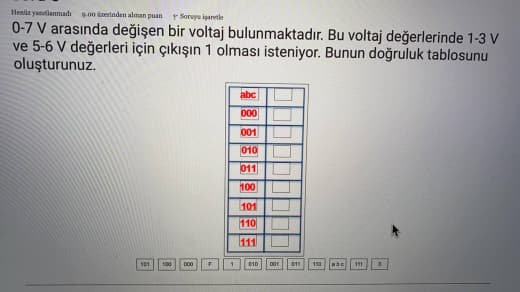 Henüz yanıtlanmadı 9,00 üzerinden alınan puan Soruyu işaretle
0-7 V arasında değişen bir voltaj bulunmaktadır. Bu voltaj değerlerinde 1-3 V
ve 5-6 V değerleri için çıkışın 1 olması isteniyor. Bunun doğruluk tablosunu
oluşturunuz.
abc
000
001
010
011
100
101
110
111
101 100 000 F 1 010 001 011 110 a b c 111 0